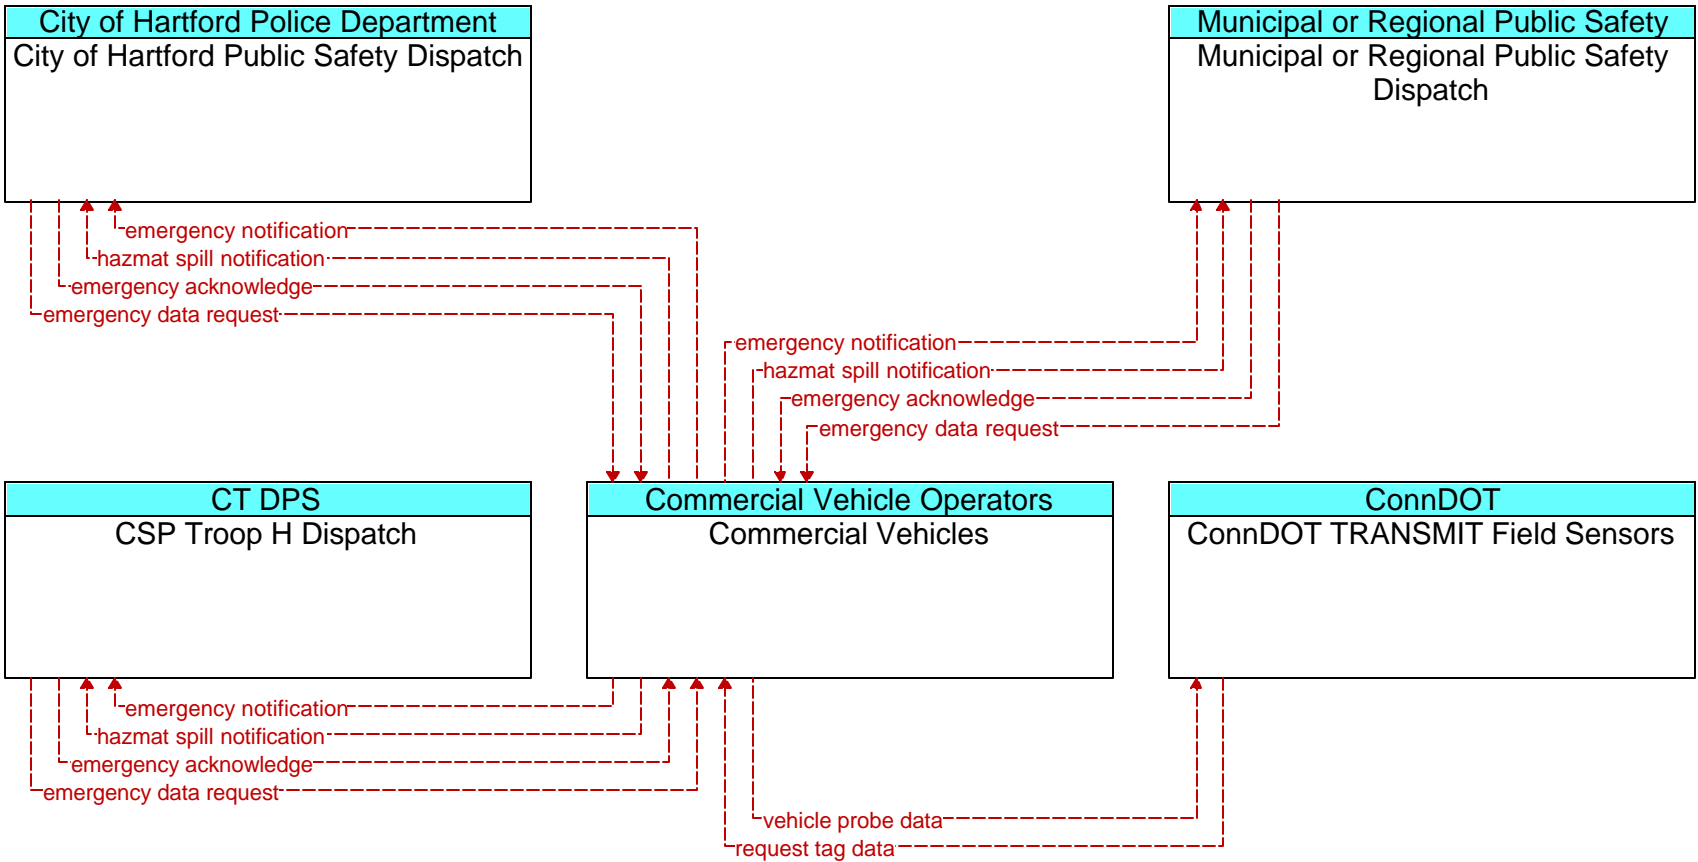 City of Hartford Police Department
City of Hartford Public Safety Dispatch
Municipal or Regional Public Safety
Municipal or Regional Public Safety
Dispatch
emergency notification
hazmat spill notification
emergency acknowledge
emergency data request
emergency notification
hazmat spill notification
emergency acknowledge
emergency data request
CT DPS
CSP Troop H Dispatch
Commercial Vehicle Operators
Commercial Vehicles
ConnDOT
ConnDOT TRANSMIT Field Sensors
emergency notification
hazmat spill notification
emergency acknowledge
emergency data request
vehicle probe data
request tag data